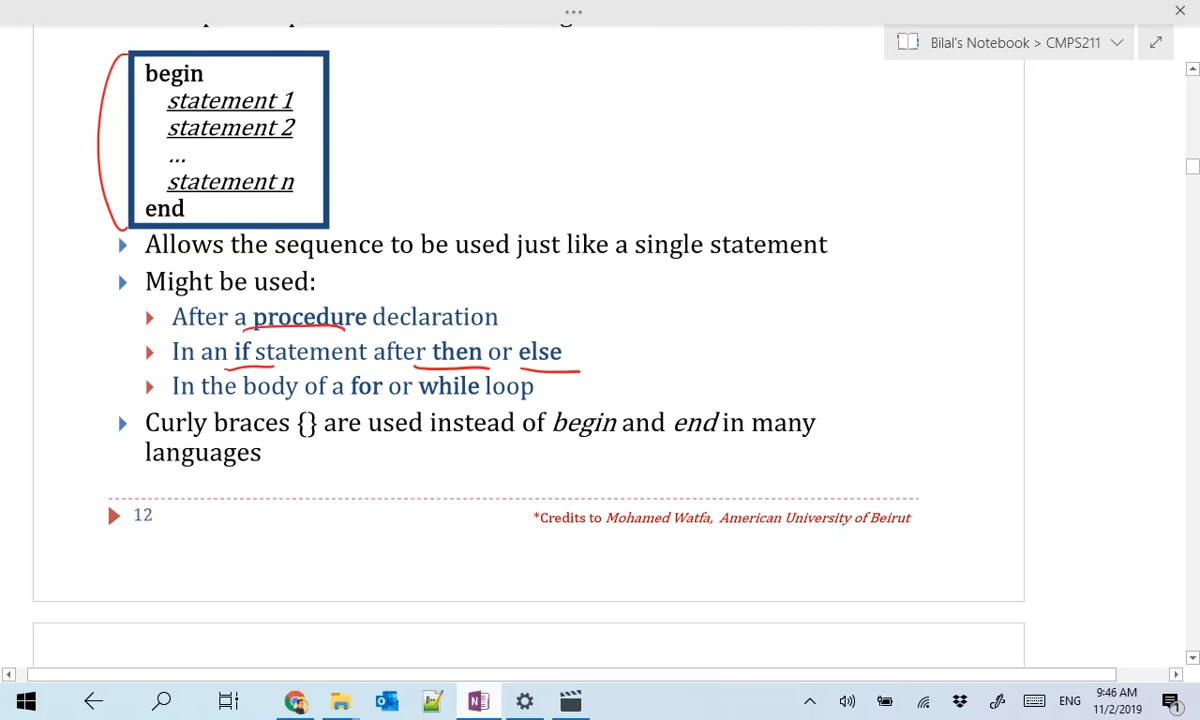 Bilal's Notebook > CMPS211
begin
statement 1
statement 2
...
statement n
end
Allows the sequence to be used just like a single statement
Might be used:
After a procedure declaration
In an if statement after then or else
In the body of a for or while loop
Curly braces {} are used instead of begin and end in many
languages
12
*Credits to Mohamed Watfa, American University of Beirut
ENG
9:46 AM
11/2/2019
1